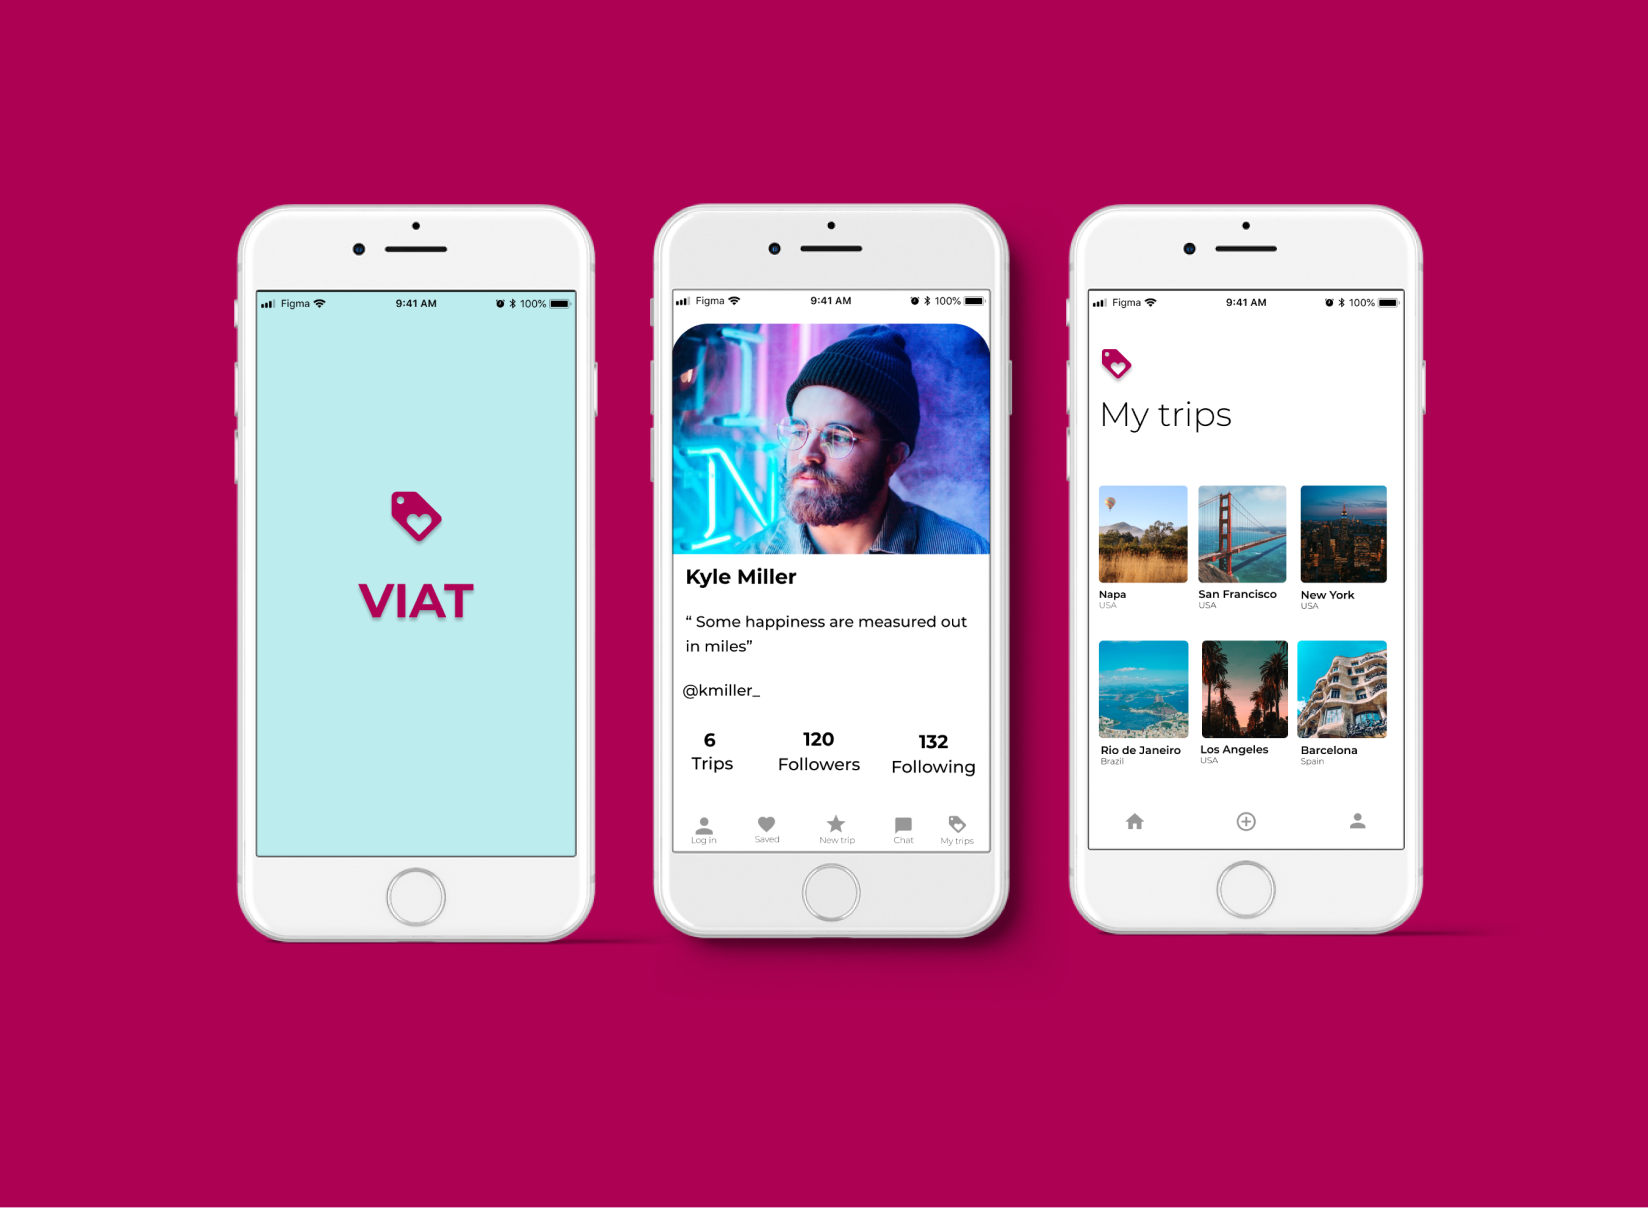 Figma 9:41 AM 100%
VIAT
Figma 9:41 AM 100%
N
Kyle Miller
“ Some happiness are measured out
in miles”
@kmiller_
6 120 132
Trips Followers Following
Log in Saved New trip Chat My trips
Figma 9:41 AM 100%
My trips
Napa San Francisco New York
USA USA USA
Rio de Janeiro Los Angeles Barcelona
Brazil USA Spain